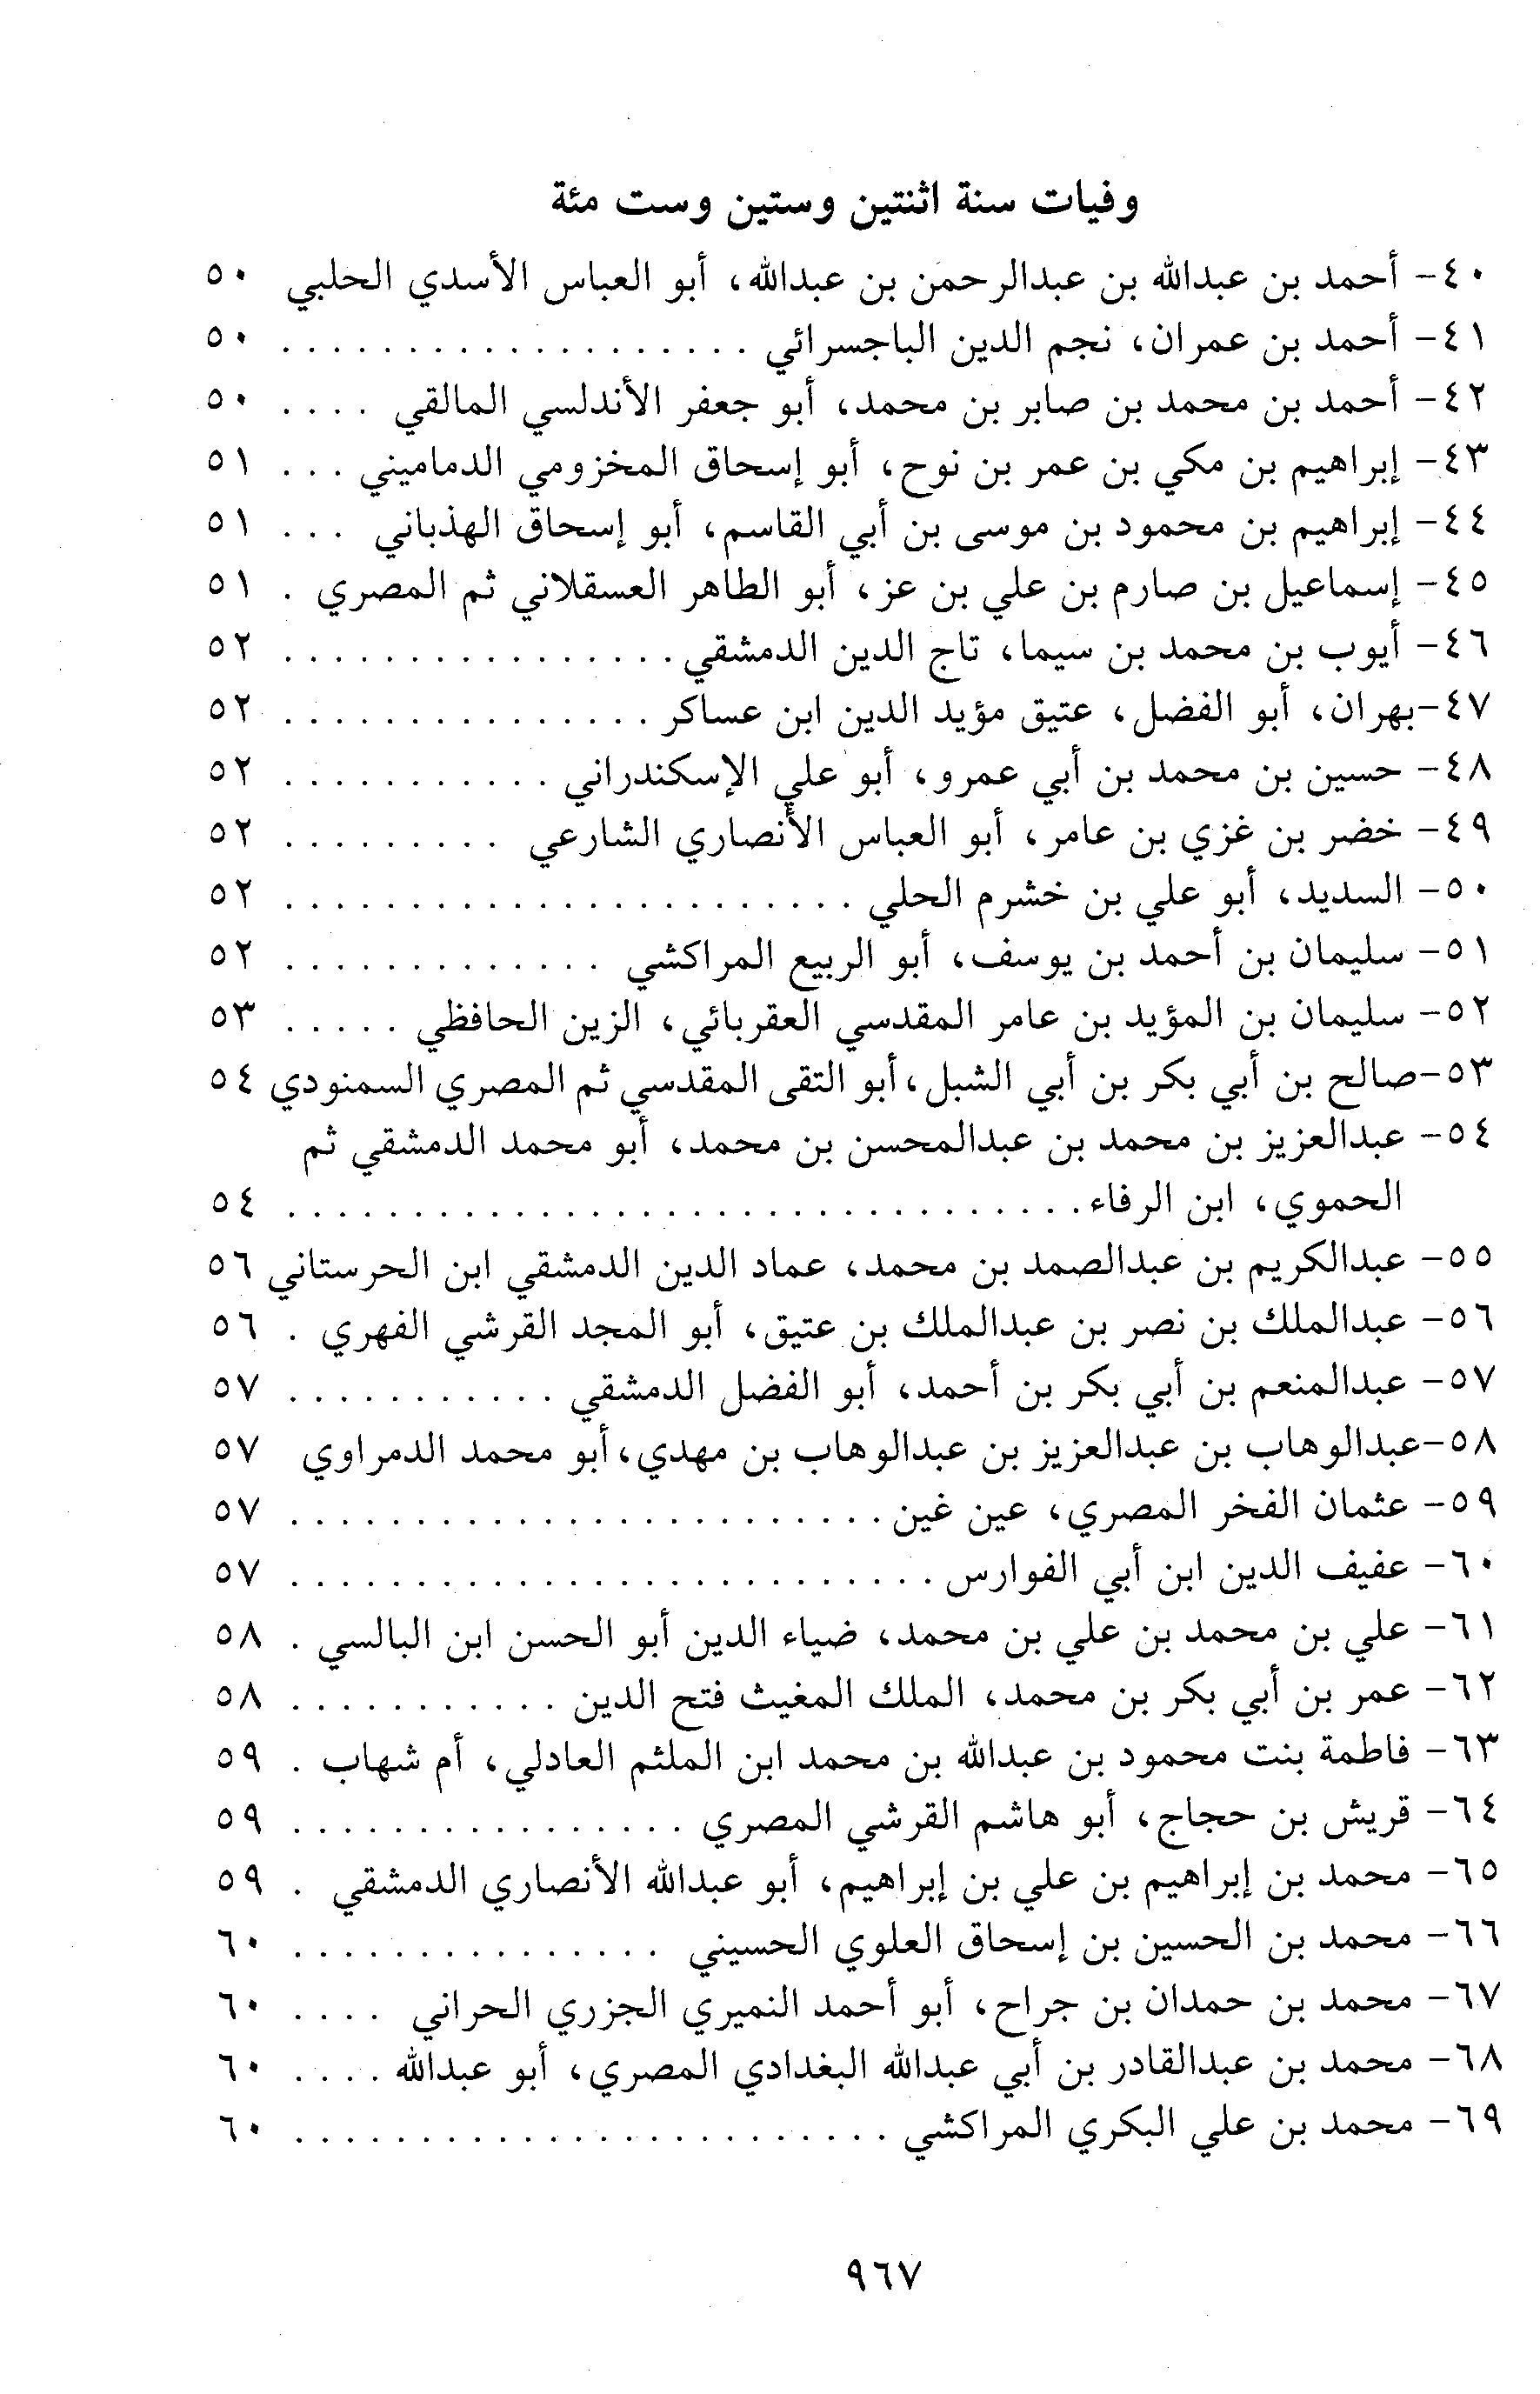 وفيات سنة اثنتين وستين وست مئة
٤٠- أحمد بن عبدالله بن عبدالرحمن بن عبدالله، أبو العباس الأسدي الحلبي ٥٠
٤١- أحمد بن عمران، نجم الدين الباجسرائي . . . . . . . . . . . . . . . . . . . ٥٠
٤٢- أحمد بن محمد بن صابر بن محمد، أبو جعفر الأندلسي المالقي . . . . ٥٠
٤٣- إبراهيم بن مكي بن عمر بن نوح، أبو إسحاق المخزومي الدماميني . . . ٥١
٤٤- إبراهيم بن محمود بن موسى بن أبي القاسم، أبو إسحاق الهذباني . . . ٥١
٤٥- إسماعيل بن صارم بن علي بن عز، أبو الطاهر العسقلاني ثم المصري . ٥١
٤٦- أيوب بن محمد بن سيما، تاج الدين الدمشقي . . . . . . . . . . . . . . . . ٥٢
٤٧-بهران، أبو الفضل، عتيق مؤيد الدين ابن عساكر . . . . . . . . . . . . . . . ٥٢
٤٨- حسين بن محمد بن أبي عمرو، أبو علي الإسكندراني . . . . . . . . . . . ٥٢
٤٩- خضر بن غزي بن عامر، أبو العباس الأنصاري الشارعي . . . . . . . . . ٥٢
٥٠- السديد، أبو علي بن خشرم الحلي . . . . . . . . . . . . . . . . . . . . . . . ٥٢
٥١- سليمان بن أحمد بن يوسف، أبو الربيع المراكشي . . . . . . . . . . . . . ٥٢
٥٢- سليمان بن المؤيد بن عامر المقدسي العقربائي، الزين الحافظي . . . . . ٥٣
٥٣-صالح بن أبي بكر بن أبي الشبل،أبو التقى المقدسي ثم المصري السمنودي ٥٤
٥٤- عبدالعزيز بن محمد بن عبدالمحسن بن محمد، أبو محمد الدمشقي ثم
الحموي، ابن الرفاء . . . . . . . . . . . . . . . . . . . . . . . . . . . . . . . . ٥٤
٥٥- عبدالكريم بن عبدالصمد بن محمد، عماد الدين الدمشقي ابن الحرستاني ٥٦
٥٦- عبدالملك بن نصر بن عبدالملك بن عتيق، أبو المجد القرشي الفهري . ٥٦
٥٧- عبدالمنعم بن أبي بكر بن أحمد، أبو الفضل الدمشقي . . . . . . . . . . . ٥٧
٥٨-عبدالوهاب بن عبدالعزيز بن عبدالوهاب بن مهدي،أبو محمد الدمراوي ٥٧
٥٩- عثمان الفخر المصري، عين غين . . . . . . . . . . . . . . . . . . . . . . . . ٥٧
٦٠- عفيف الدين ابن أبي الفوارس . . . . . . . . . . . . . . . . . . . . . . . . . . ٥٧
٦١- علي بن محمد بن علي بن محمد، ضياء الدين أبو الحسن ابن البالسي . ٥٨
٦٢- عمر بن أبي بكر بن محمد، الملك المغيث فتح الدين . . . . . . . . . . . ٥٨
٦٣- فاطمة بنت محمود بن عبدالله بن محمد ابن الملثم العادلي، أم شهاب . ٥٩
٦٤- قريش بن حجاج، أبو هاشم القرشي المصري . . . . . . . . . . . . . . . . ٥٩
٦٥- محمد بن إبراهيم بن علي بن إبراهيم، أبو عبدالله الأنصاري الدمشقي . ٥٩
٦٦- محمد بن الحسين بن إسحاق العلوي الحسيني . . . . . . . . . . . . . . . ٦٠
٦٧- محمد بن حمدان بن جراح، أبو أحمد النميري الجزري الحراني . . . . ٦٠
٦٨- محمد بن عبدالقادر بن أبي عبدالله البغدادي المصري، أبو عبدالله . . . . ٦٠
٦٩- محمد بن علي البكري المراكشي . . . . . . . . . . . . . . . . . . . . . . . . ٦٠
٩٦٧